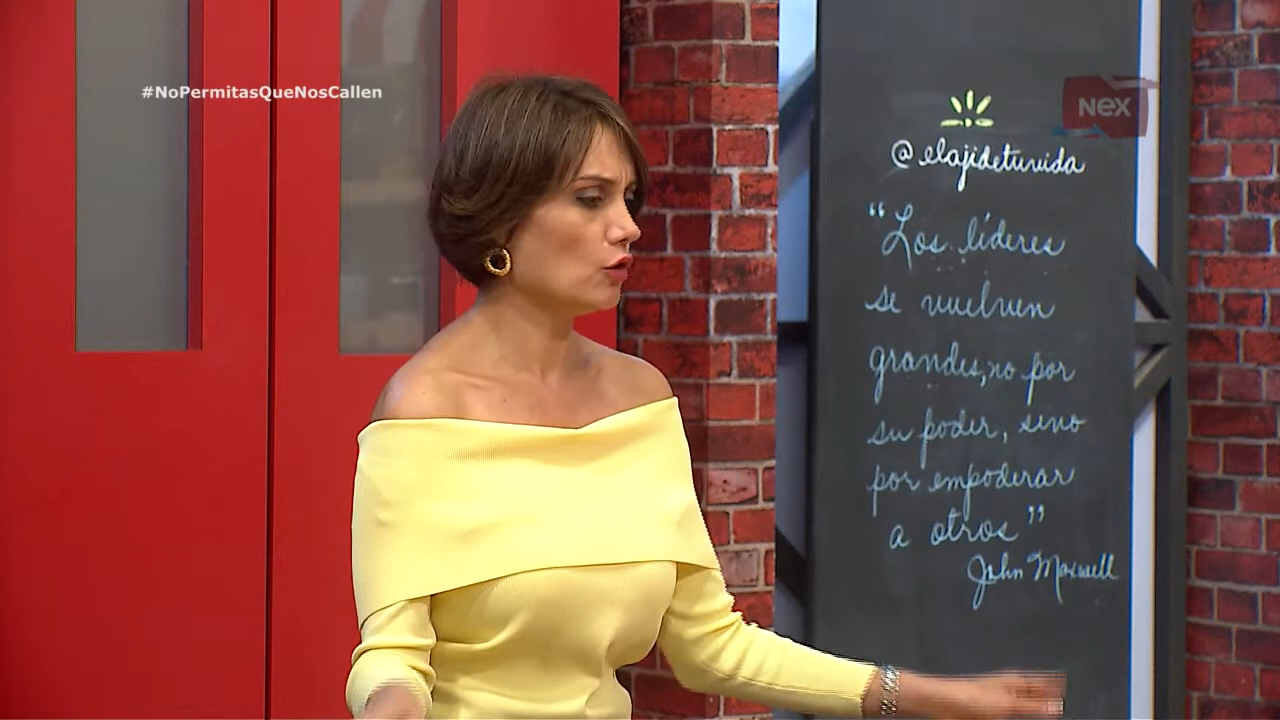 #NoPermitasQueNosCallen
nex
@elajidetuvida
"Los líderes
se vuelven
grandes, no por
su poder, sino
por empoderar
a otros"
John Maxwell